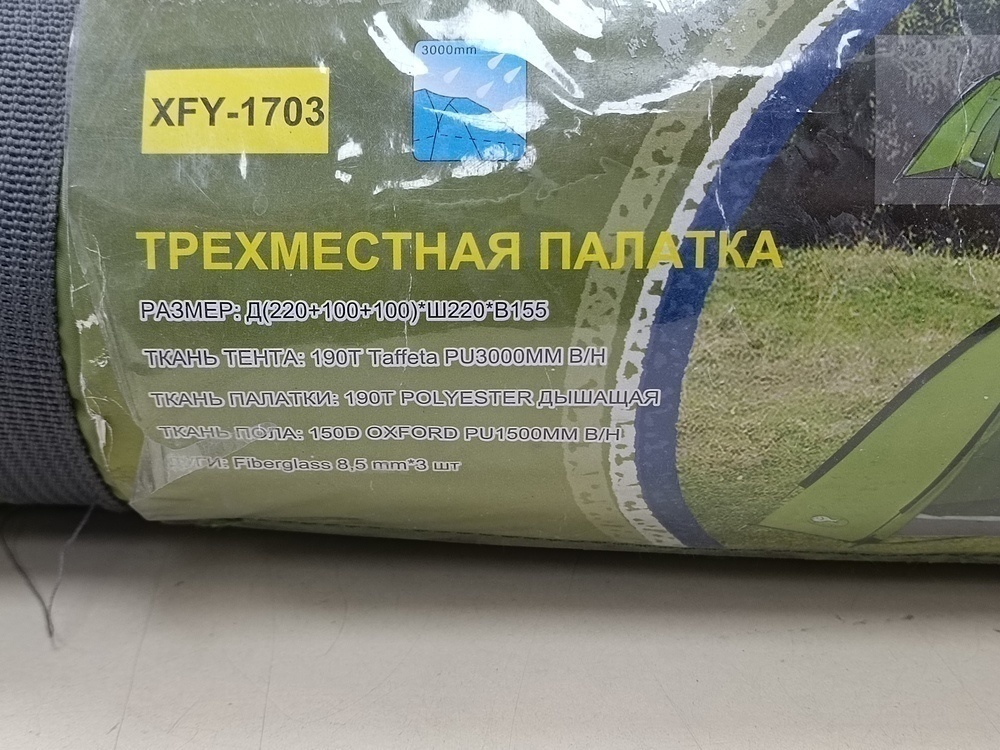 3000mm
XFY-1703
ТРЕХМЕСТНАЯ ПАЛАТКА
РАЗМЕР: Д(220+100+100)*Ш220*В155
ТКАНЬ ТЕНТА: 190T Taffeta PU3000MM В/Н
ТКАНЬ ПАЛАТКИ: 190T POLYESTER ДЫШАЩАЯ
ТКАНЬ ПОЛА: 150D OXFORD PU1500MM В/Н
ДУГИ: Fiberglass 8,5 mm*3 шт